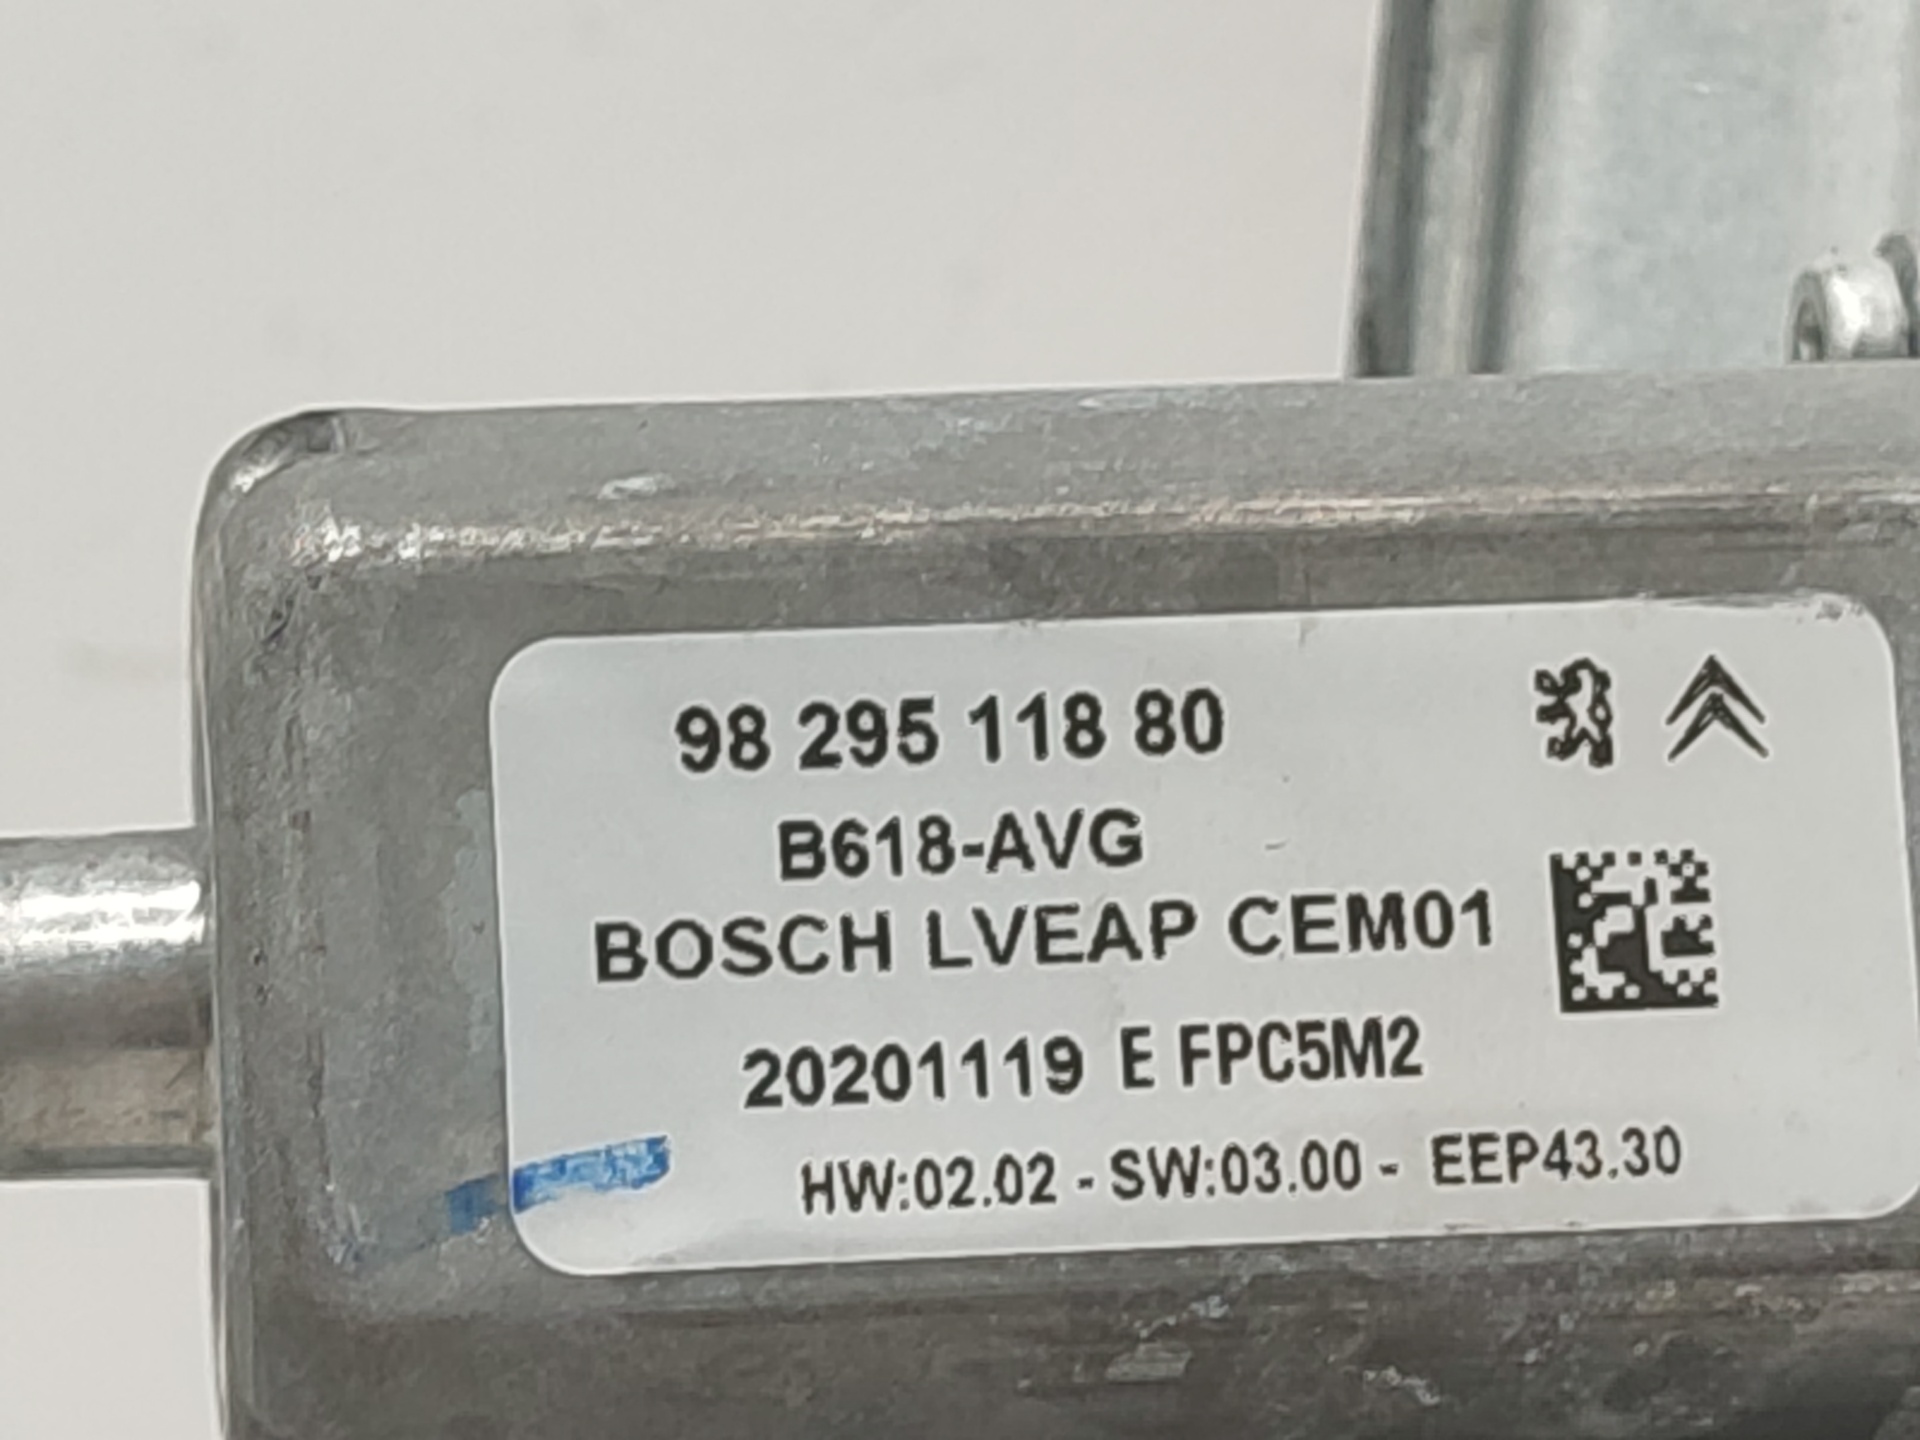 98 295 118 80
B618-AVG
BOSCH LVEAP CEM01
20201119 E FPC5M2
HW:02.02 - SW:03.00 - EEP43.30